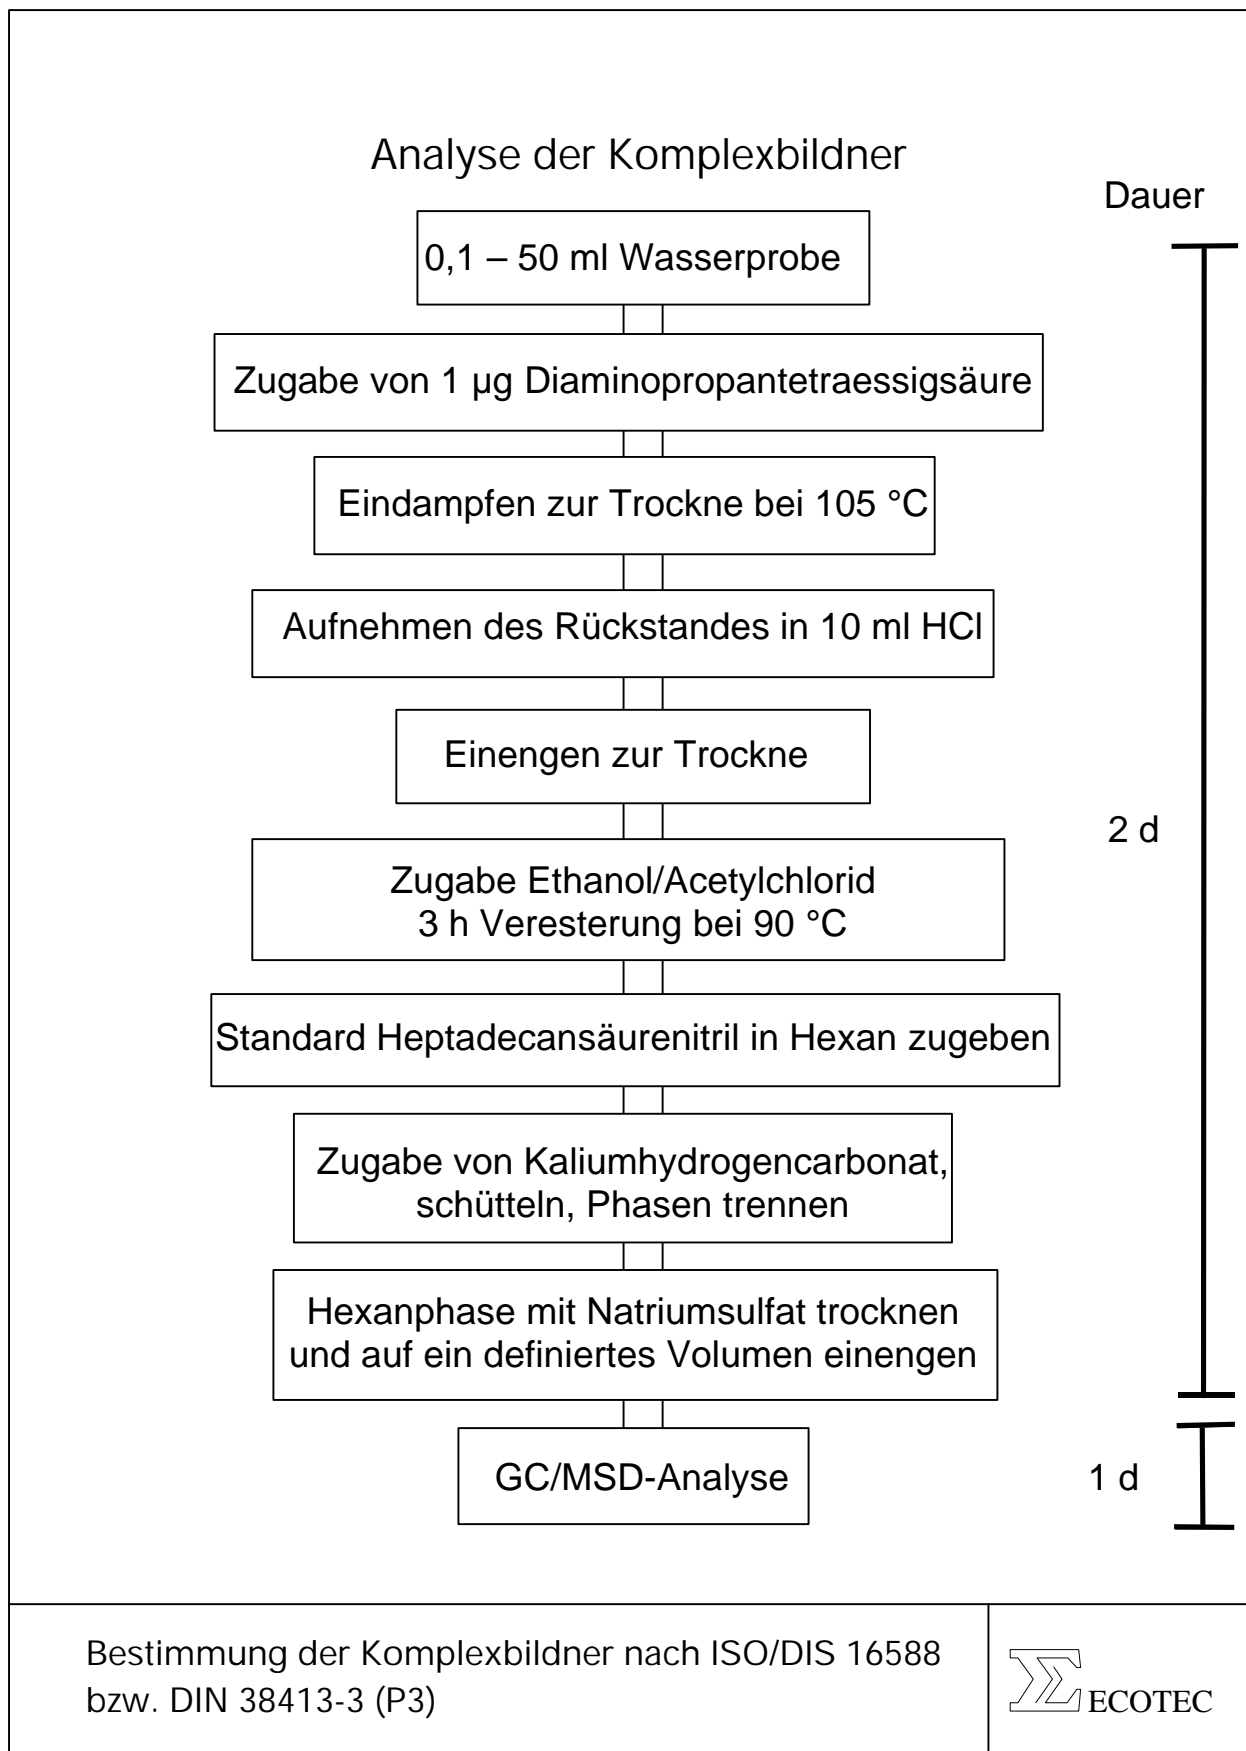 Analyse der Komplexbildner
Dauer
0,1 – 50 ml Wasserprobe
Zugabe von 1 µg Diaminopropantetraessigsäure
Eindampfen zur Trockne bei 105 °C
Aufnehmen des Rückstandes in 10 ml HCl
Einengen zur Trockne
2 d
Zugabe Ethanol/Acetylchlorid
3 h Veresterung bei 90 °C
Standard Heptadecansäurenitril in Hexan zugeben
Zugabe von Kaliumhydrogencarbonat,
schütteln, Phasen trennen
Hexanphase mit Natriumsulfat trocknen
und auf ein definiertes Volumen einengen
GC/MSD-Analyse
1 d
Bestimmung der Komplexbildner nach ISO/DIS 16588
bzw. DIN 38413-3 (P3)
ECOTEC